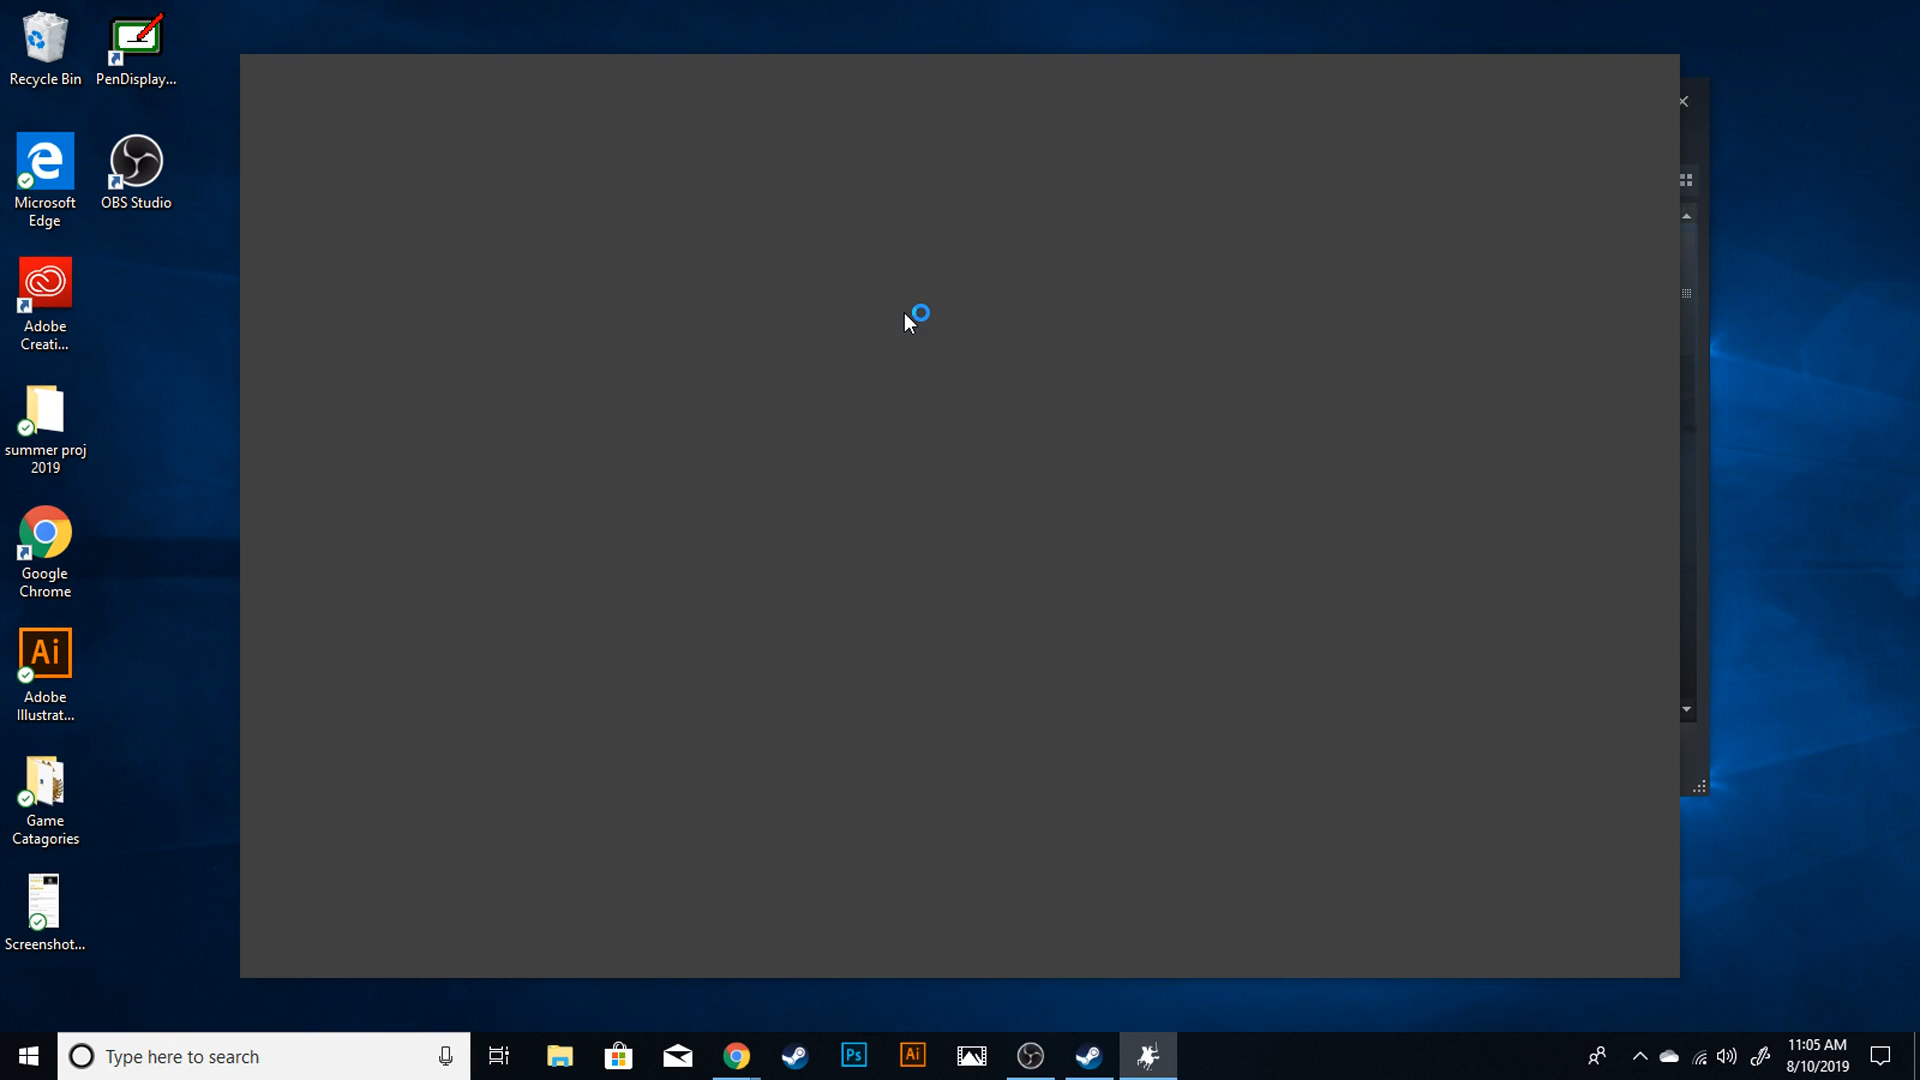 Recycle Bin
PenDisplay...
Microsoft
Edge
OBS Studio
Adobe
Creati...
summer proj
2019
Google
Chrome
Ai
Adobe
Illustrat...
Game
Catagories
Screenshot...
Type here to search
Ps
Ai
11:05 AM
8/10/2019